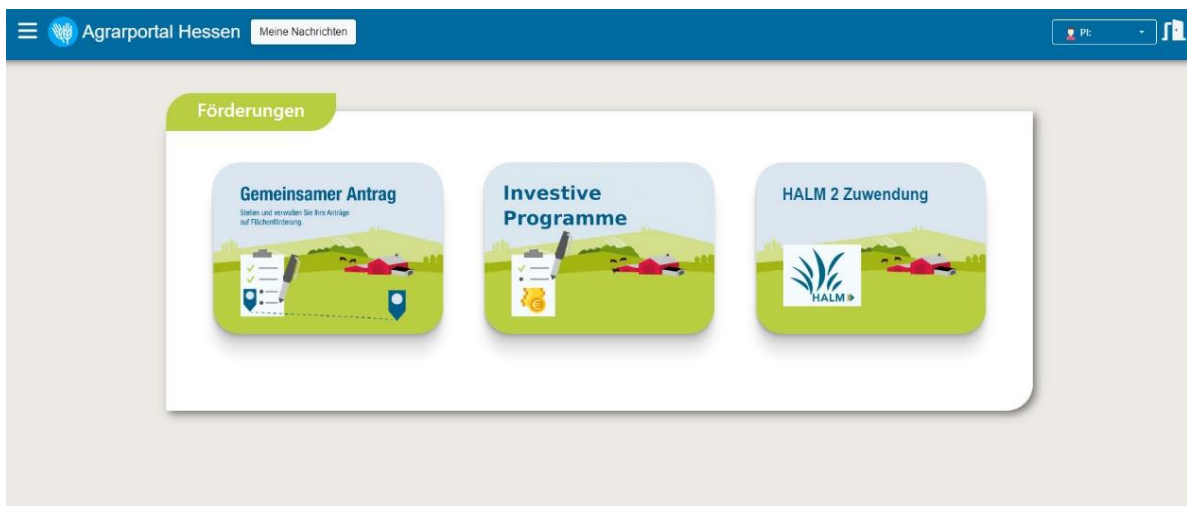 Agrarportal Hessen
Meine Nachrichten
PI:
Förderungen
Gemeinsamer Antrag
Stellen und verwalten Sie Ihre Anträge
auf Flächenförderung.
Investive
Programme
HALM 2 Zuwendung
HALM